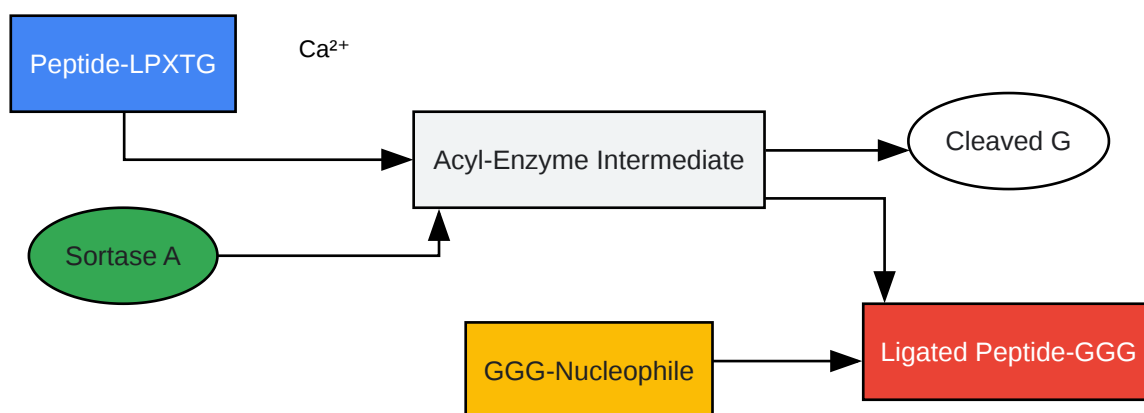 Peptide-LPXTG
Ca²⁺
Acyl-Enzyme Intermediate
Cleaved G
Sortase A
GGG-Nucleophile
Ligated Peptide-GGG